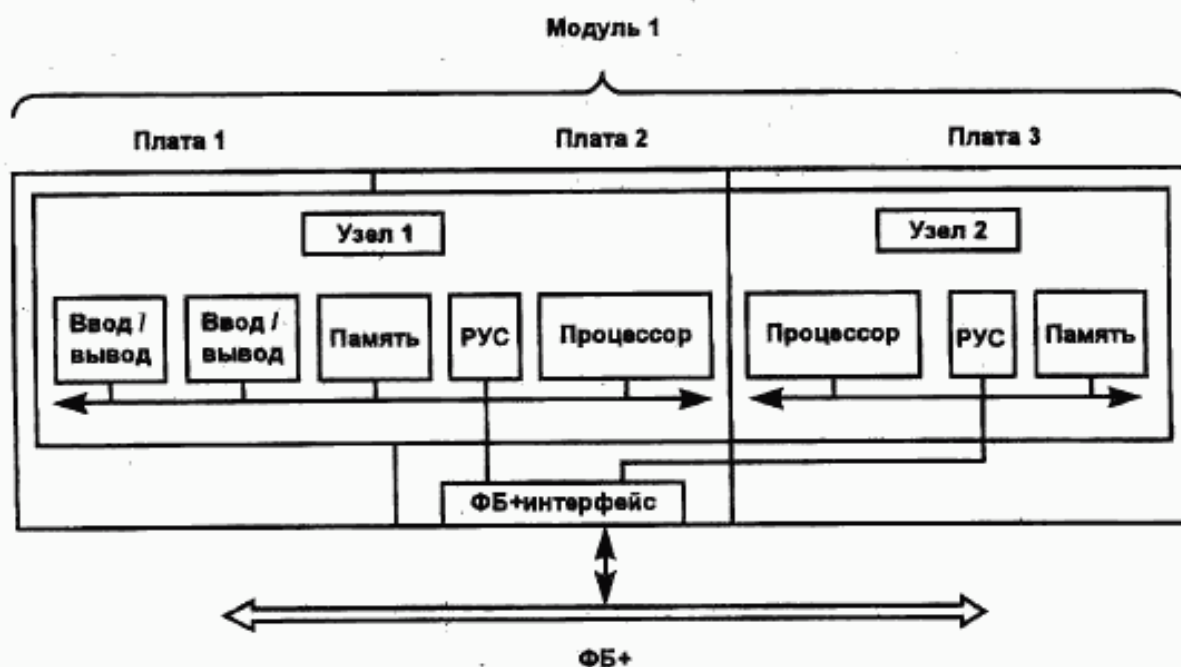 Модуль 1
Плата 1
Плата 2
Плата 3
Узел 1
Узел 2
Ввод /
вывод
Ввод /
вывод
Память
РУС
Процессор
Процессор
РУС
Память
ФБ+интерфейс
ФБ+